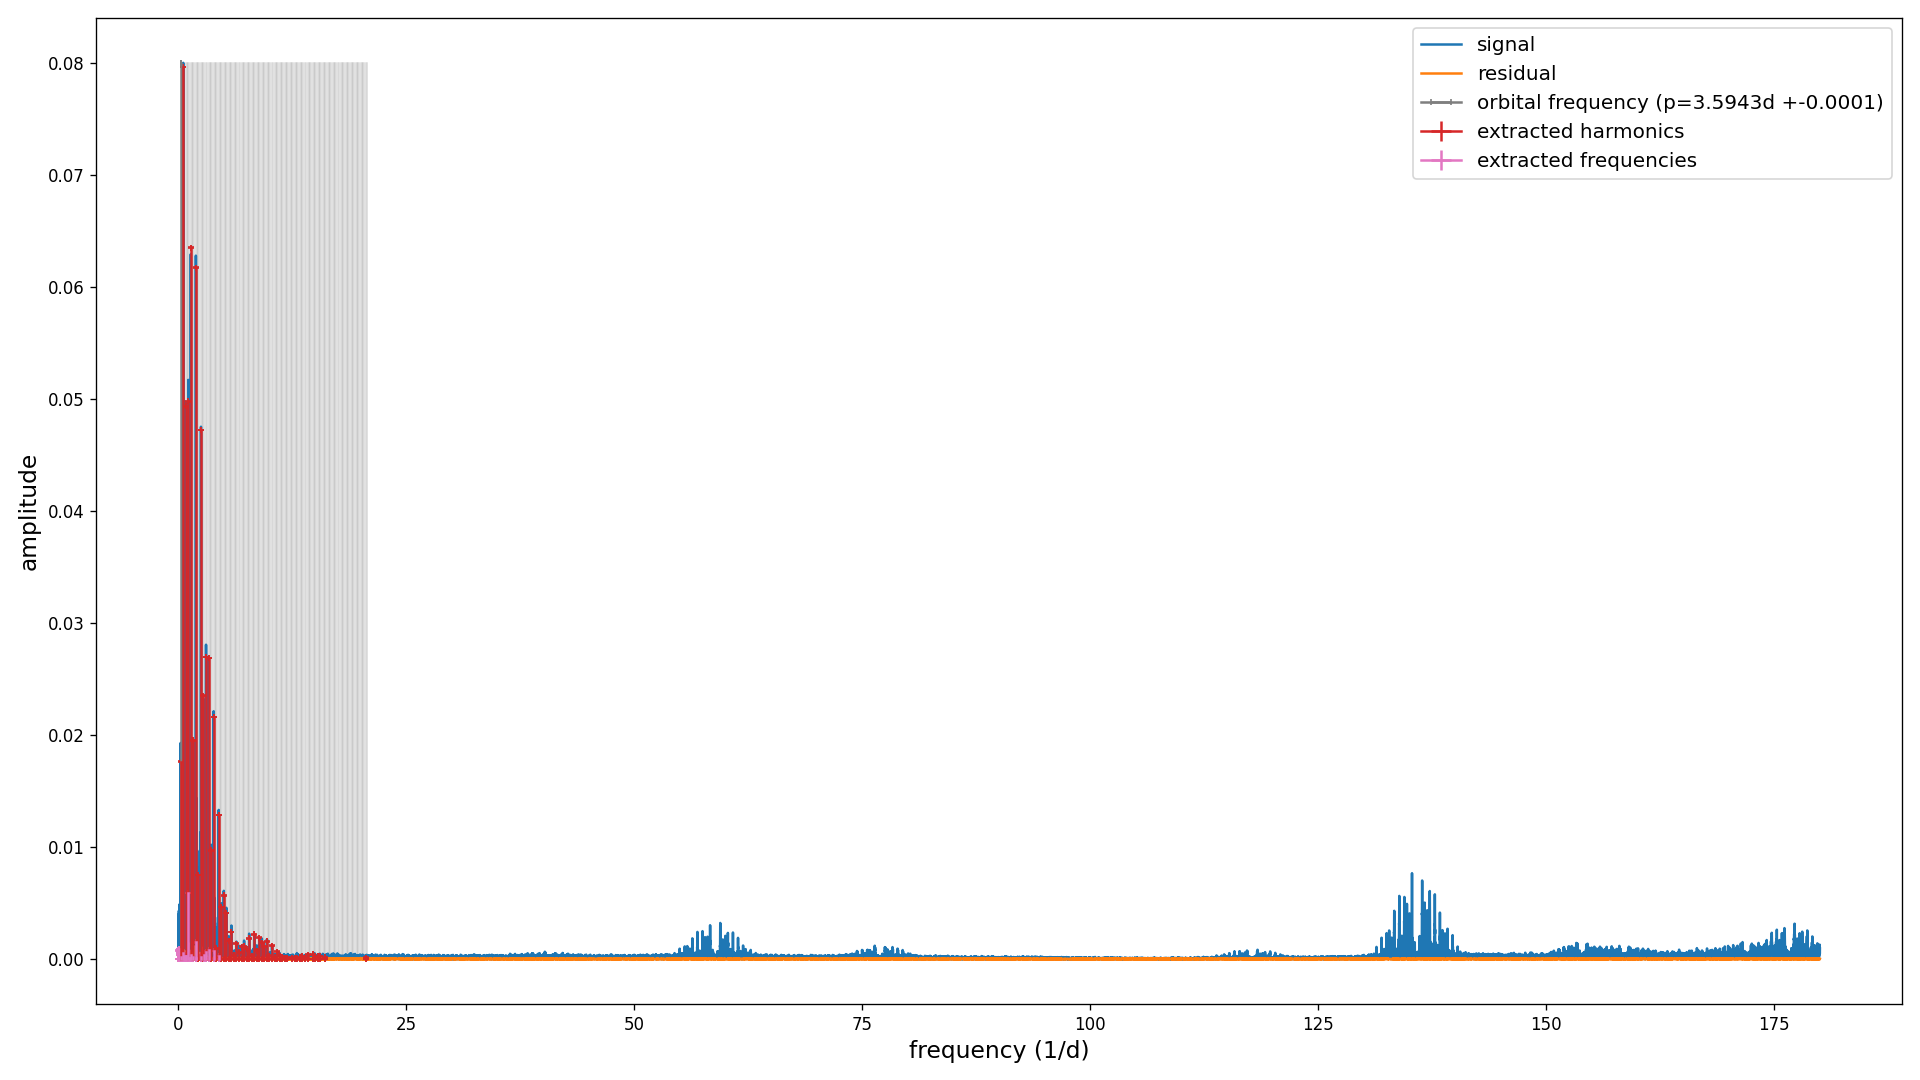 signal
residual
orbital frequency (p=3.5943d +-0.0001)
extracted harmonics
extracted frequencies
0.08
0.07
0.06
0.05
0.04
0.03
0.02
0.01
0.00
amplitude
0 25 50 75 100 125 150 175
frequency (1/d)